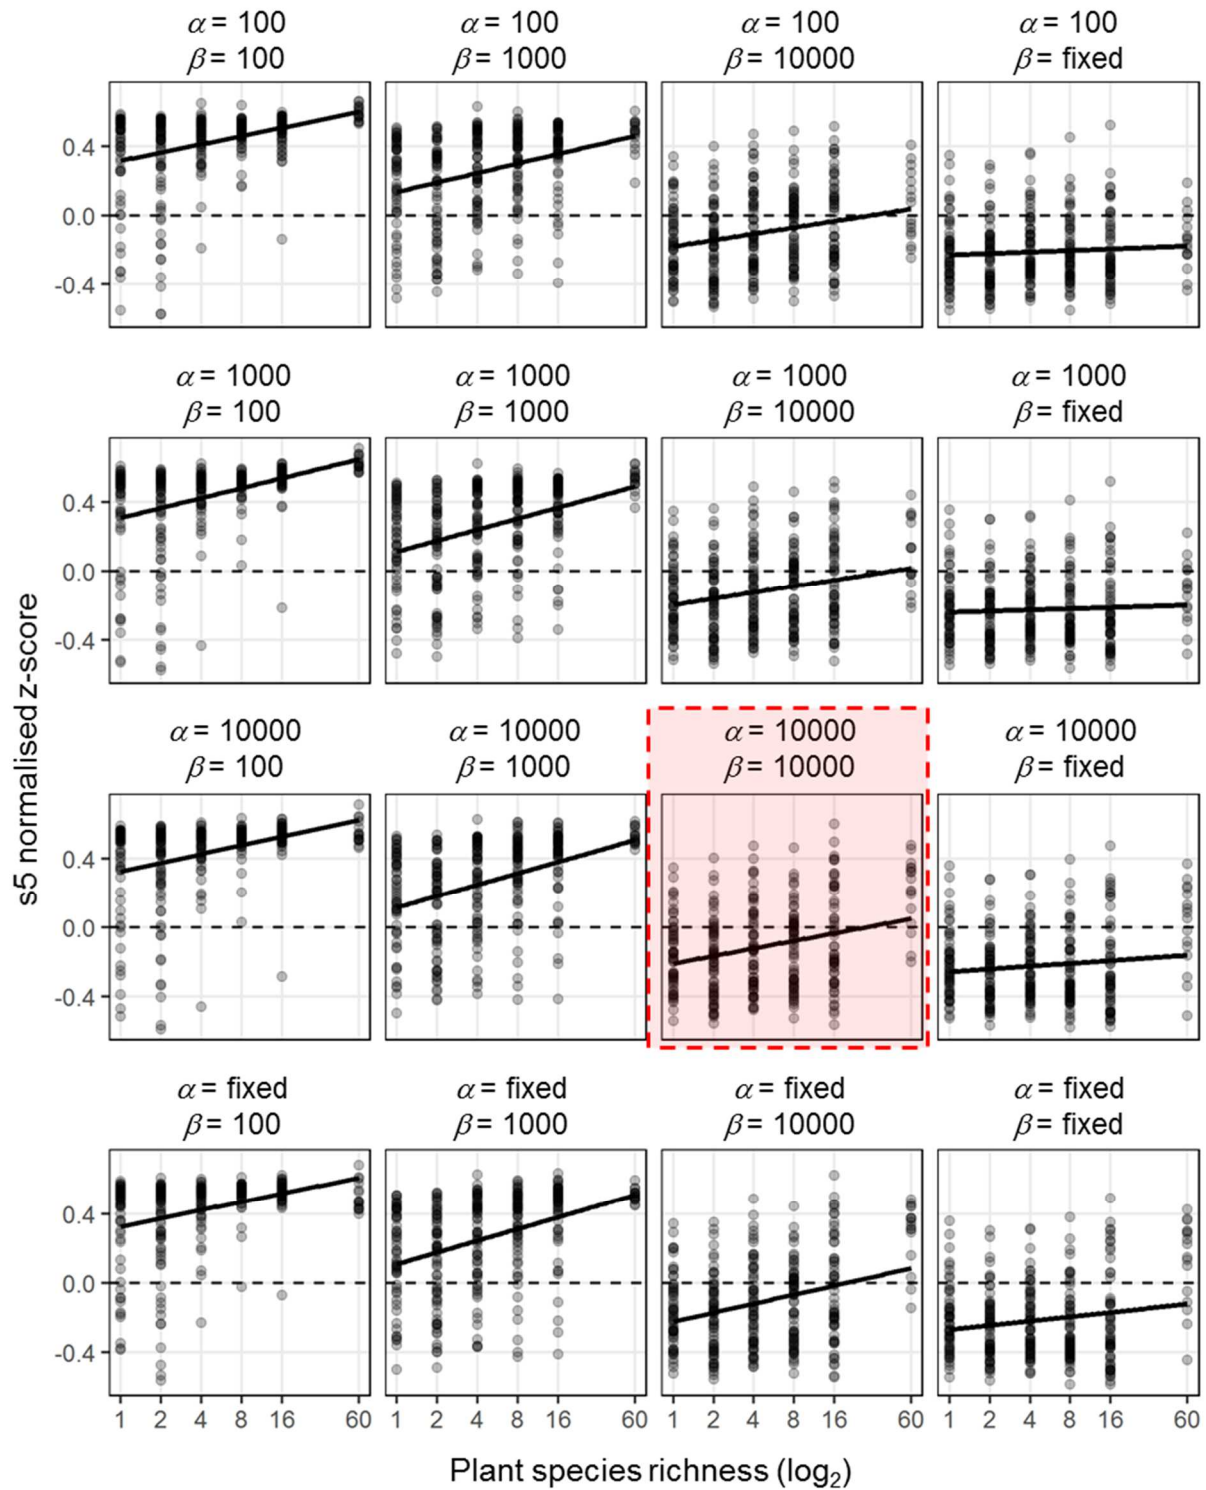 α = 100 α = 100 α = 100 α = 100
β = 100 β = 1000 β = 10000 β = fixed
0.4
0.0
-0.4
α = 1000 α = 1000 α = 1000 α = 1000
β = 100 β = 1000 β = 10000 β = fixed
0.4
0.0
-0.4
s5 normalised z-score
α = 10000 α = 10000 α = 10000 α = 10000
β = 100 β = 1000 β = 10000 β = fixed
0.4
0.0
-0.4
α = fixed α = fixed α = fixed α = fixed
β = 100 β = 1000 β = 10000 β = fixed
0.4
0.0
-0.4
1 2 4 8 16 60 1 2 4 8 16 60 1 2 4 8 16 60 1 2 4 8 16 60
Plant species richness (log₂)